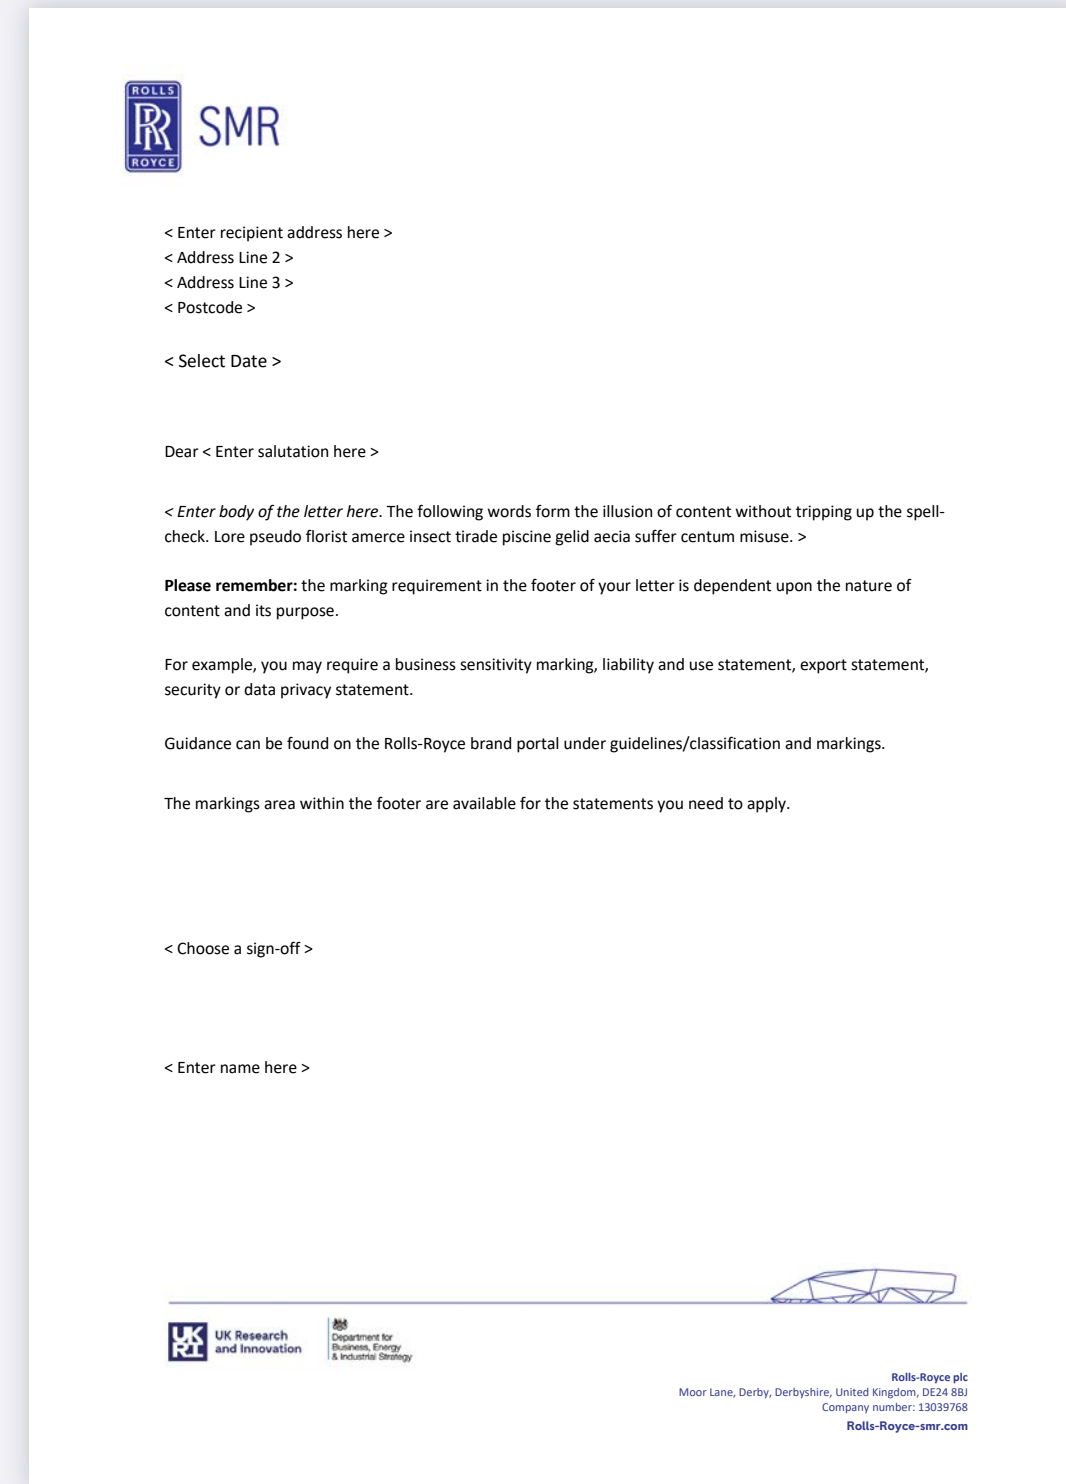 ROLLS
RR
ROYCE
SMR
< Enter recipient address here >
< Address Line 2 >
< Address Line 3 >
< Postcode >
< Select Date >
Dear < Enter salutation here >
< Enter body of the letter here. The following words form the illusion of content without tripping up the spell-
check. Lore pseudo florist amerce insect tirade piscine gelid aecia suffer centum misuse. >
Please remember: the marking requirement in the footer of your letter is dependent upon the nature of
content and its purpose.
For example, you may require a business sensitivity marking, liability and use statement, export statement,
security or data privacy statement.
Guidance can be found on the Rolls-Royce brand portal under guidelines/classification and markings.
The markings area within the footer are available for the statements you need to apply.
< Choose a sign-off >
< Enter name here >
UK
RI
UK Research
and Innovation
Department for
Business, Energy
& Industrial Strategy
Rolls-Royce plc
Moor Lane, Derby, Derbyshire, United Kingdom, DE24 8BJ
Company number: 13039768
Rolls-Royce-smr.com